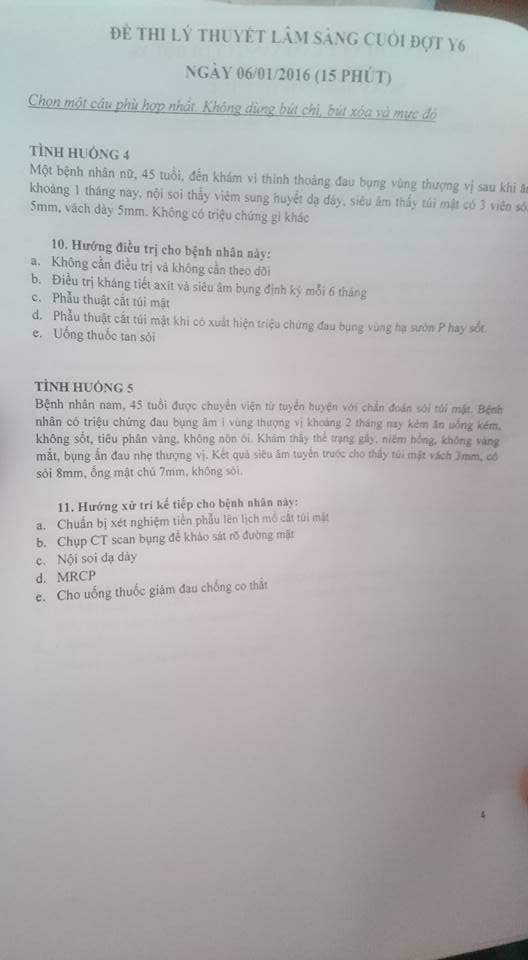 ĐỀ THI LÝ THUYẾT LÂM SÀNG CUỐI ĐỢT Y6
NGÀY 06/01/2016 (15 PHÚT)
Chọn một câu phù hợp nhất. Không dùng bút chì, bút xóa và mực đỏ
TÌNH HUỐNG 4
Một bệnh nhân nữ, 45 tuổi, đến khám vì thỉnh thoảng đau bụng vùng thượng vị sau khi
khoảng 1 tháng nay, nội soi thấy viêm sung huyết dạ dày, siêu âm thấy túi mật có 3 viên
5mm, vách dày 5mm. Không có triệu chứng gì khác
10. Hướng điều trị cho bệnh nhân này:
a. Không cần điều trị và không cần theo dõi
b. Điều trị kháng tiết axít và siêu âm bụng định kỳ mỗi 6 tháng
c. Phẫu thuật cắt túi mật
d. Phẫu thuật cắt túi mật khi có xuất hiện triệu chứng đau bụng vùng hạ sườn P hay sốt.
e. Uống thuốc tan sỏi
TÌNH HUỐNG 5
Bệnh nhân nam, 45 tuổi được chuyển viện từ tuyến huyện với chẩn đoán sỏi túi mật. Bệnh
nhân có triệu chứng đau bụng âm i vùng thượng vị khoảng 2 tháng nay kèm ăn uống kém,
không sốt, tiêu phân vàng, không nôn ói. Khám thấy thể trạng gầy, niêm hồng, không vàng
mắt, bụng ấn đau nhẹ thượng vị. Kết quả siêu âm tuyến trước cho thấy túi mật vách 3mm, có
sỏi 8mm, ống mật chủ 7mm, không sỏi.
11. Hướng xử trí kế tiếp cho bệnh nhân này:
a. Chuẩn bị xét nghiệm tiền phẫu lên lịch mổ cắt túi mật
b. Chụp CT scan bụng để khảo sát rõ đường mật
c. Nội soi dạ dày
d. MRCP
e. Cho uống thuốc giảm đau chống co thắt
4